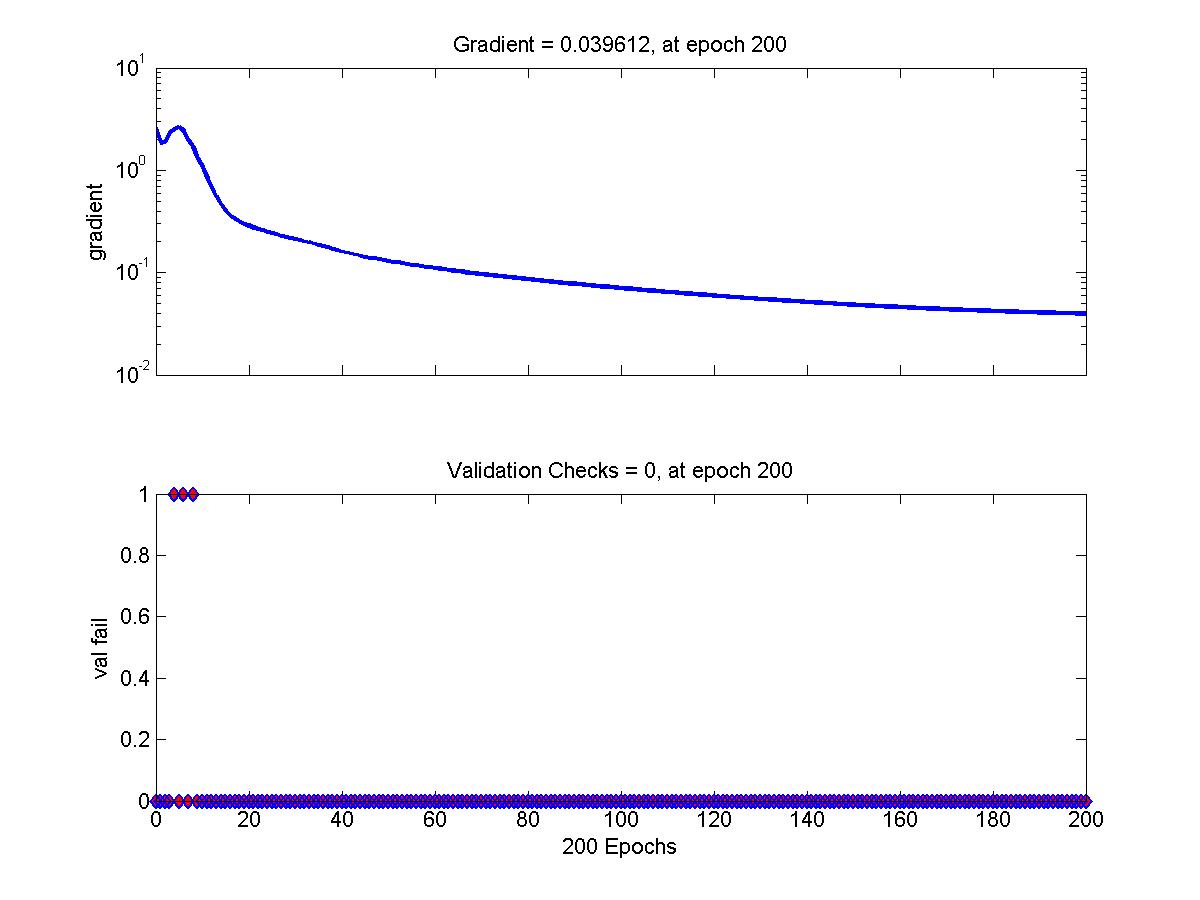 Gradient = 0.039612, at epoch 200
10^1
10^0
10^-1
10^-2
gradient
Validation Checks = 0, at epoch 200
1
0.8
0.6
0.4
0.2
0
val fail
0 20 40 60 80 100 120 140 160 180 200
200 Epochs